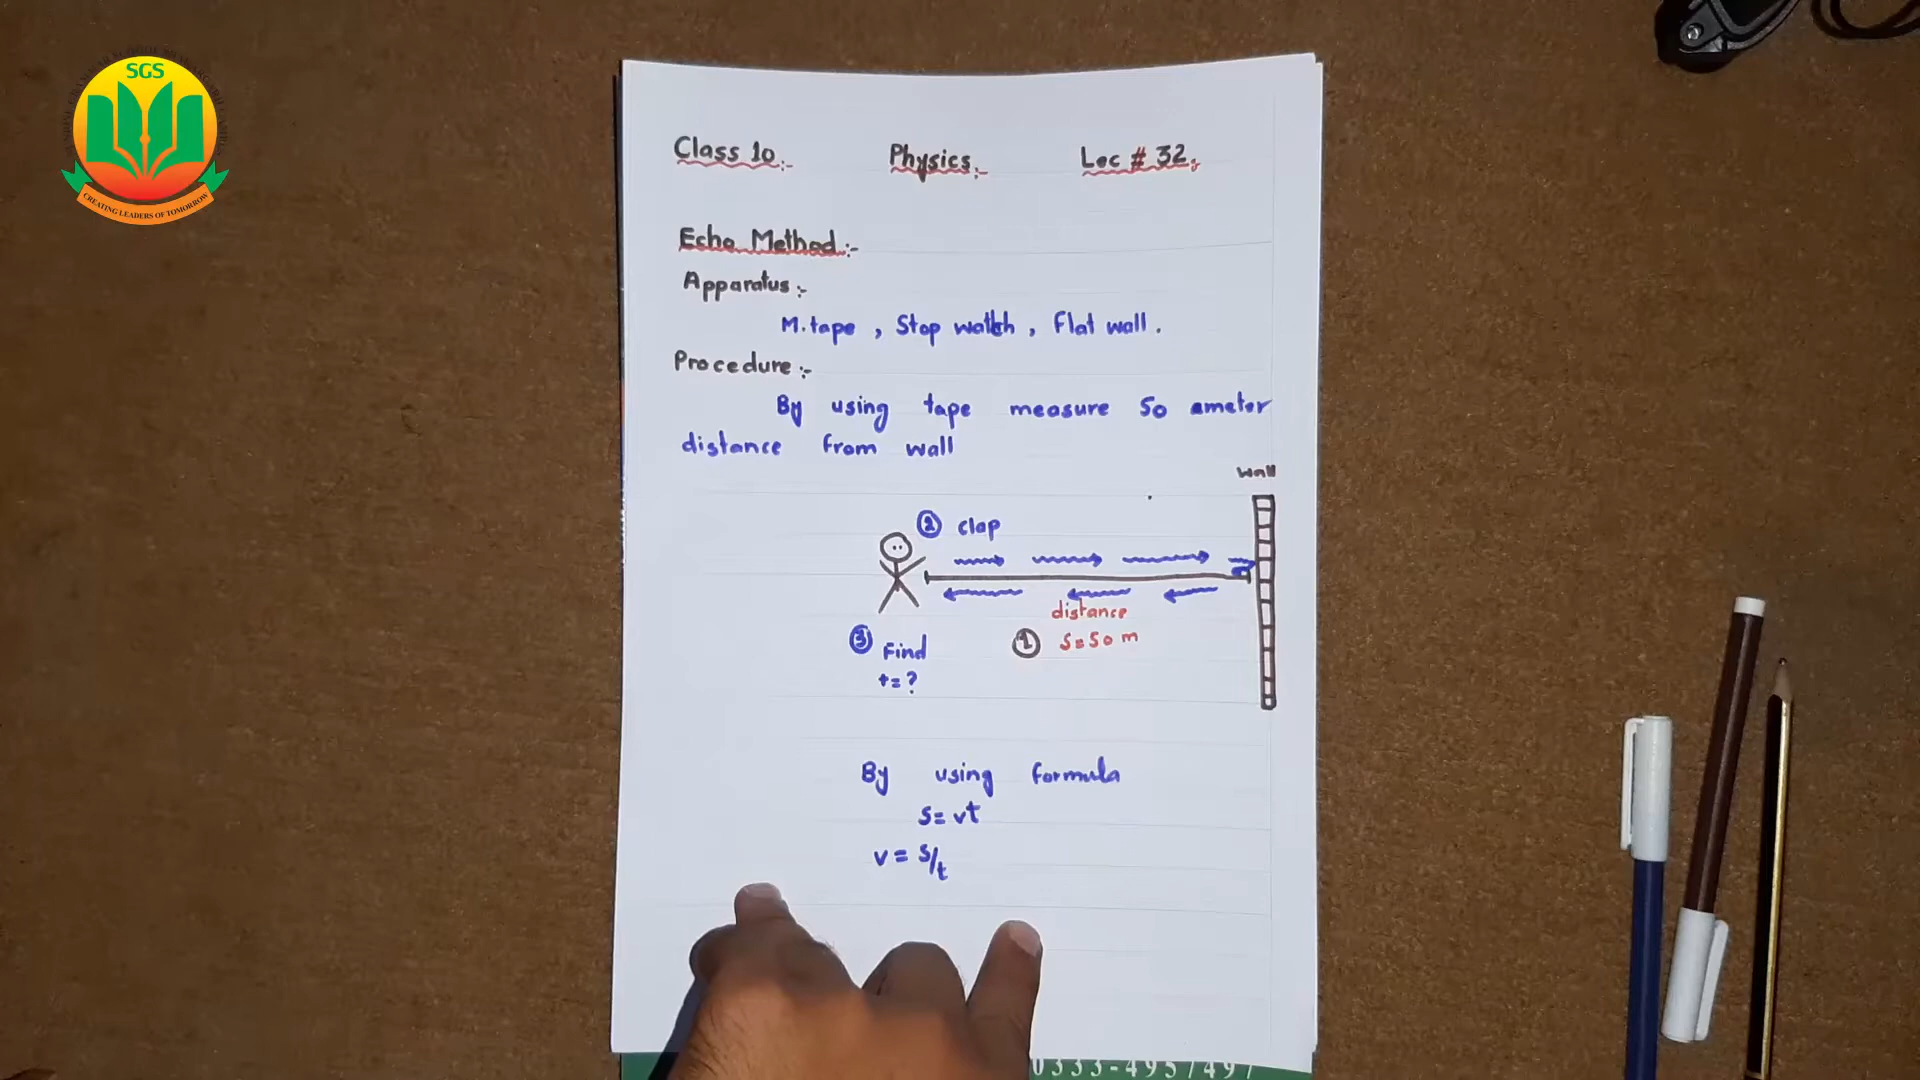 SGS
CREATING LEADERS OF TOMORROW
Class 10:- Physics:- Lec # 32:
Echo Method:-
Apparatus:-
M.tape , Stop watch , Flat wall .
Procedure:-
By using tape measure 50 ameter
distance from wall
wall
② clap
distance
① S=50 m
③ Find
t=?
By using formula
S=vt
v= S/t
0333-4957497